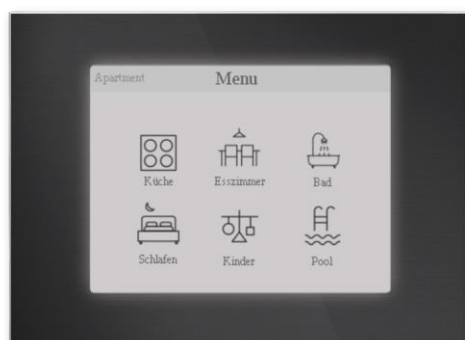 Apartment
Menu
Küche
Esszimmer
Bad
Schlafen
Kinder
Pool